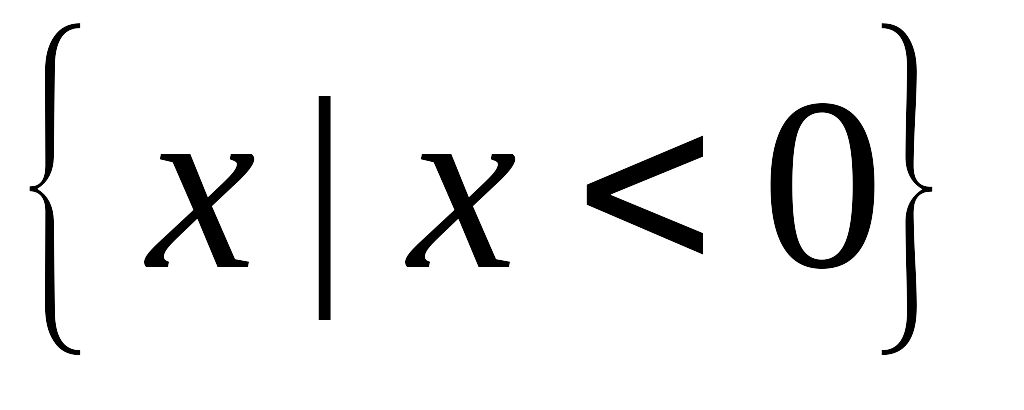 { x | x < 0}